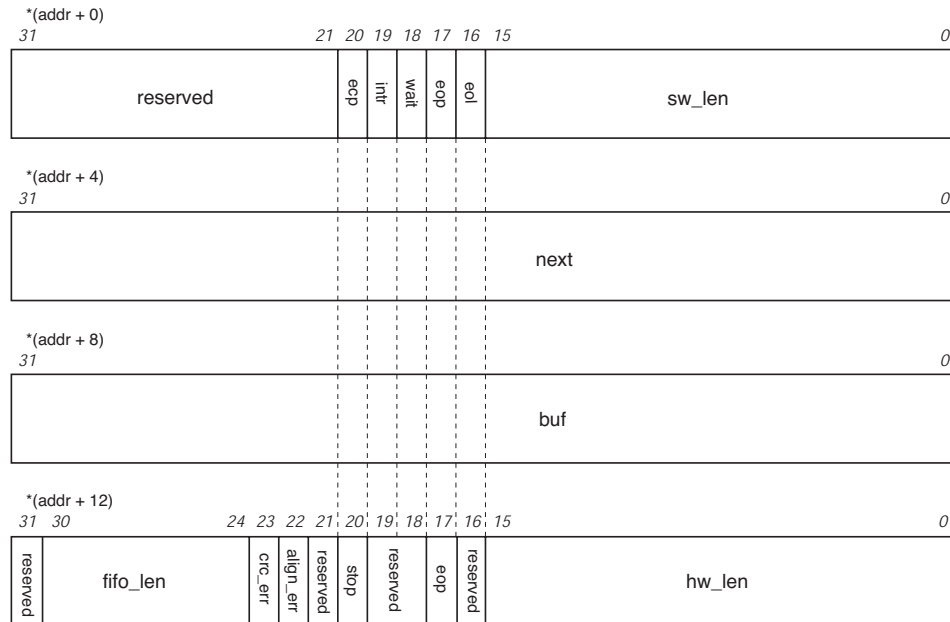 *(addr + 0)
31 21 20 19 18 17 16 15 0
reserved ecp intr wait eop eol sw_len
*(addr + 4)
31 0
next
*(addr + 8)
31 0
buf
*(addr + 12)
31 30 24 23 22 21 20 19 18 17 16 15 0
reserved fifo_len crc_err align_err reserved stop reserved eop reserved hw_len